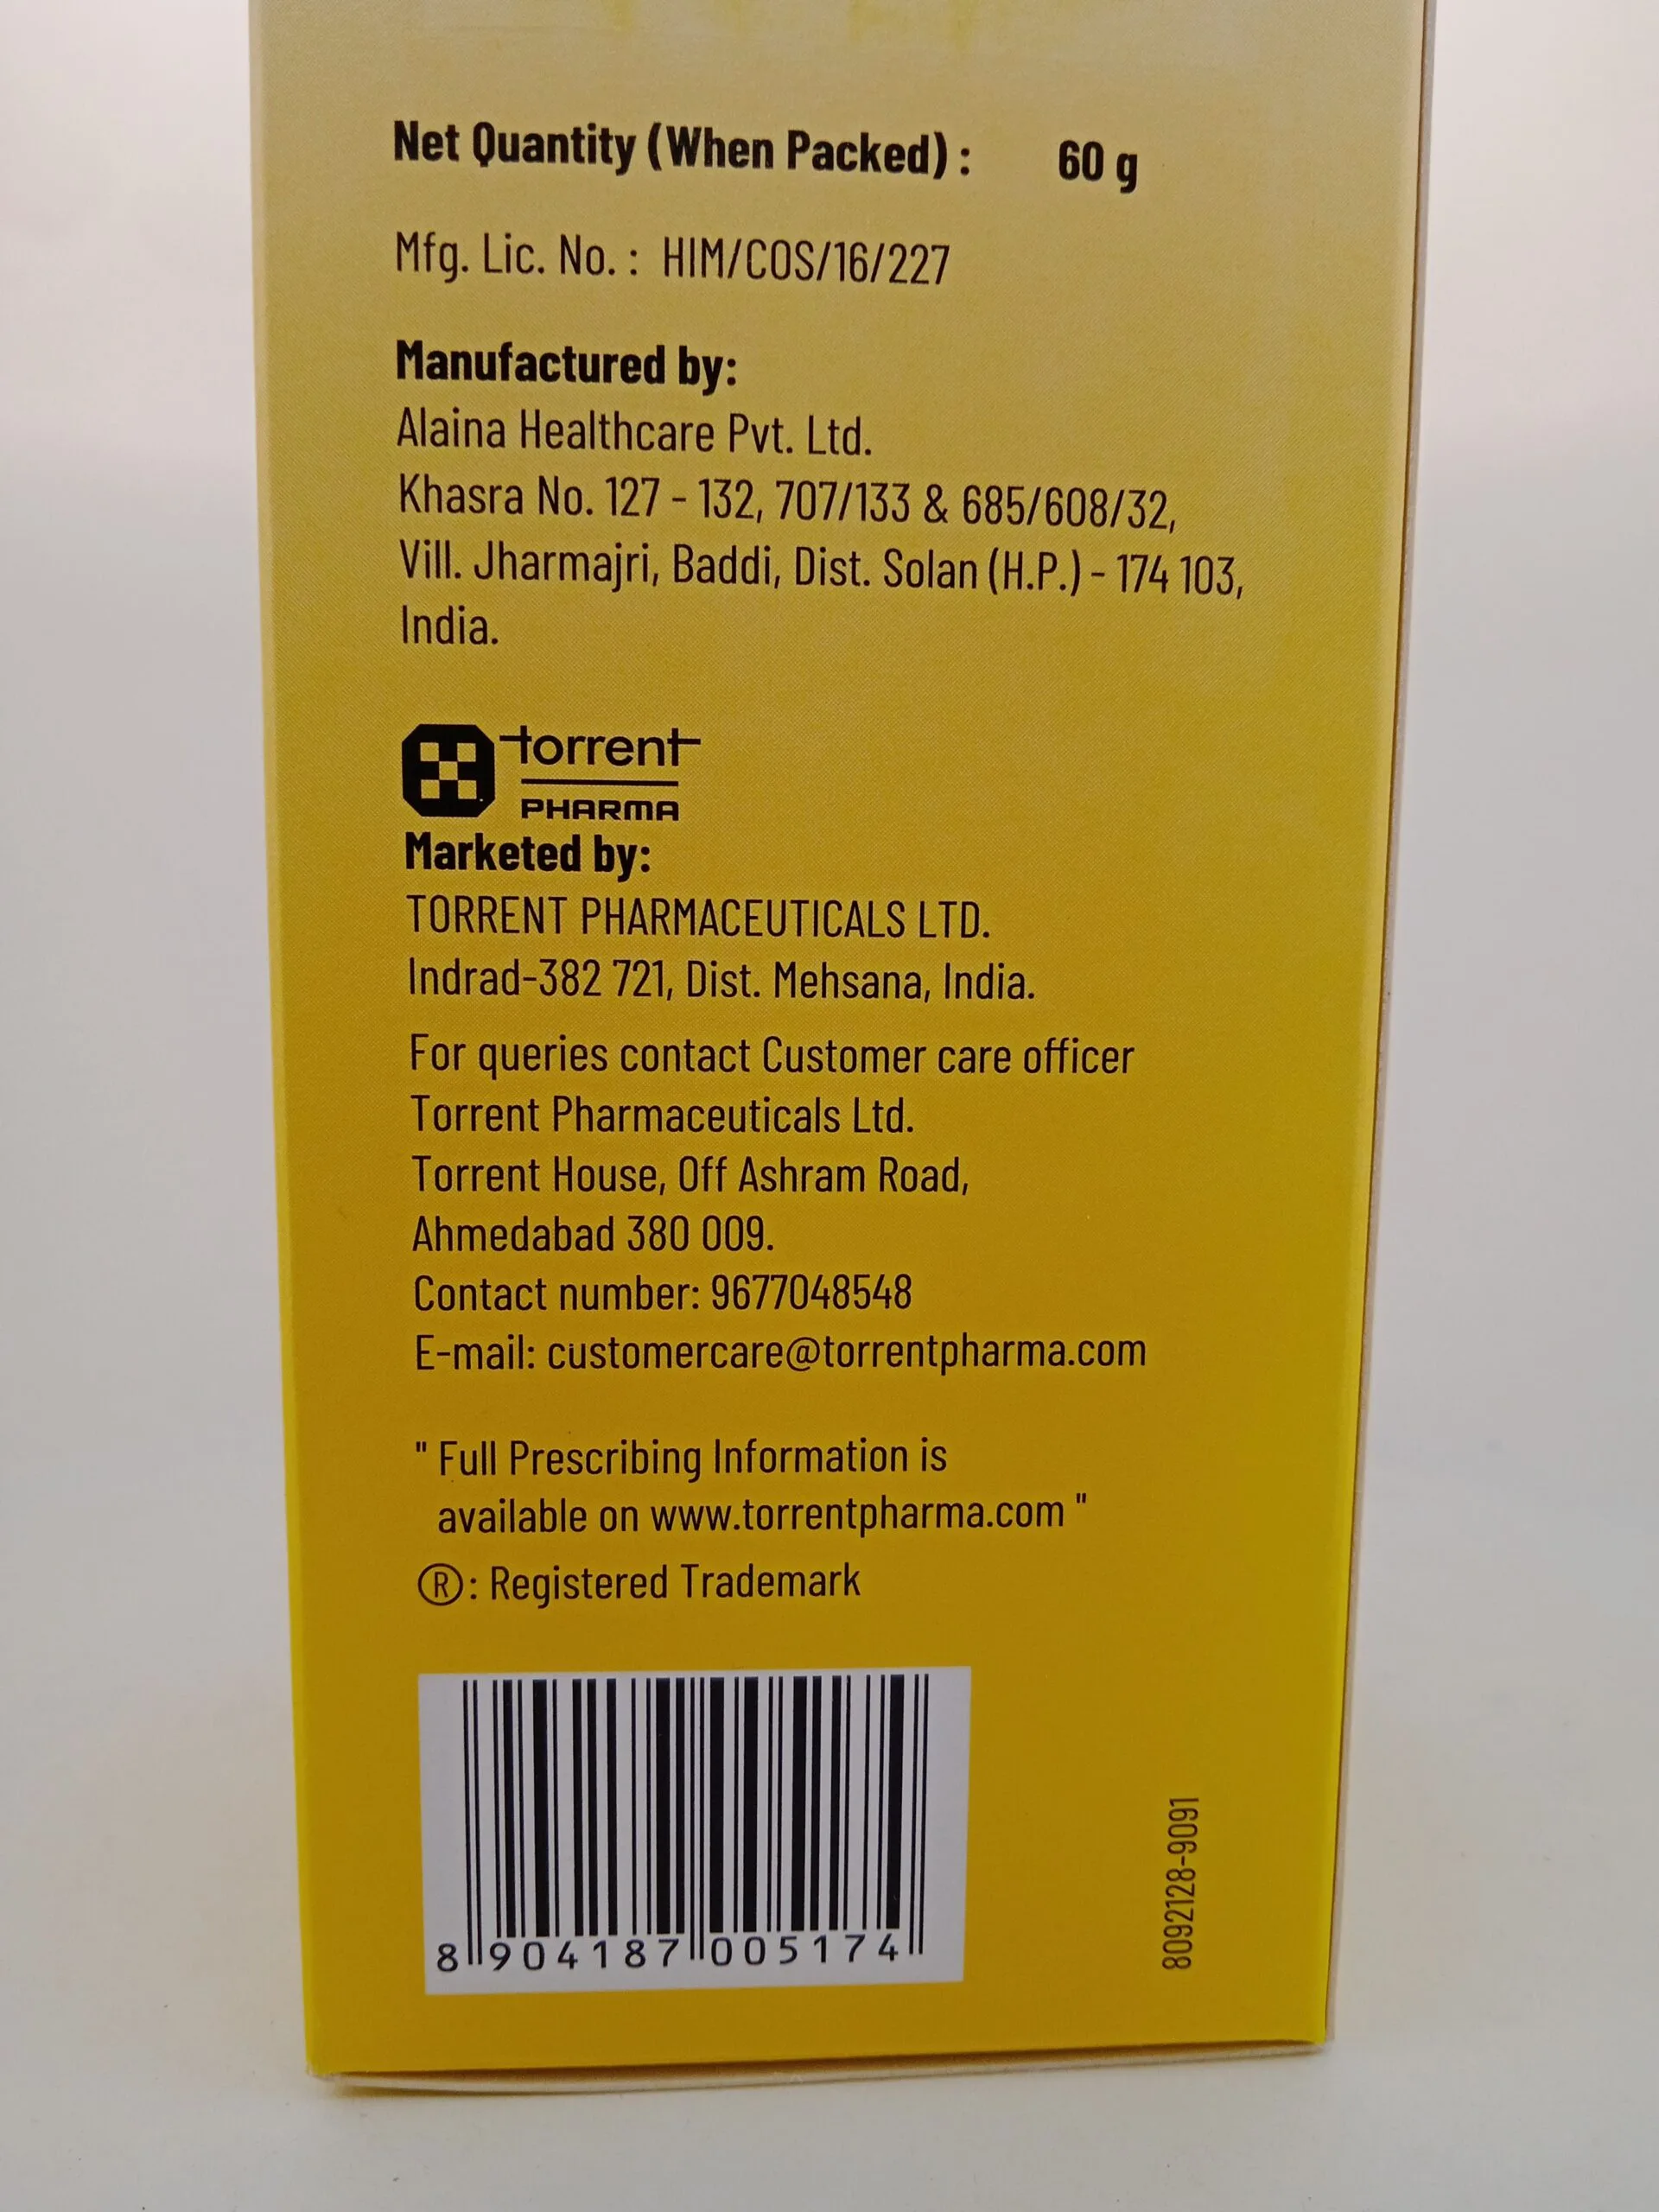 Net Quantity (When Packed) : 60 g
Mfg. Lic. No. : HIM/COS/16/227
Manufactured by:
Alaina Healthcare Pvt. Ltd.
Khasra No. 127 - 132, 707/133 & 685/608/32,
Vill. Jharmajri, Baddi, Dist. Solan (H.P.) - 174 103,
India.
torrent
PHARMA
Marketed by:
TORRENT PHARMACEUTICALS LTD.
Indrad-382 721, Dist. Mehsana, India.
For queries contact Customer care officer
Torrent Pharmaceuticals Ltd.
Torrent House, Off Ashram Road,
Ahmedabad 380 009.
Contact number: 9677048548
E-mail: customercare@torrentpharma.com
" Full Prescribing Information is
available on www.torrentpharma.com "
®: Registered Trademark
8 904187 005174
8092128-9091